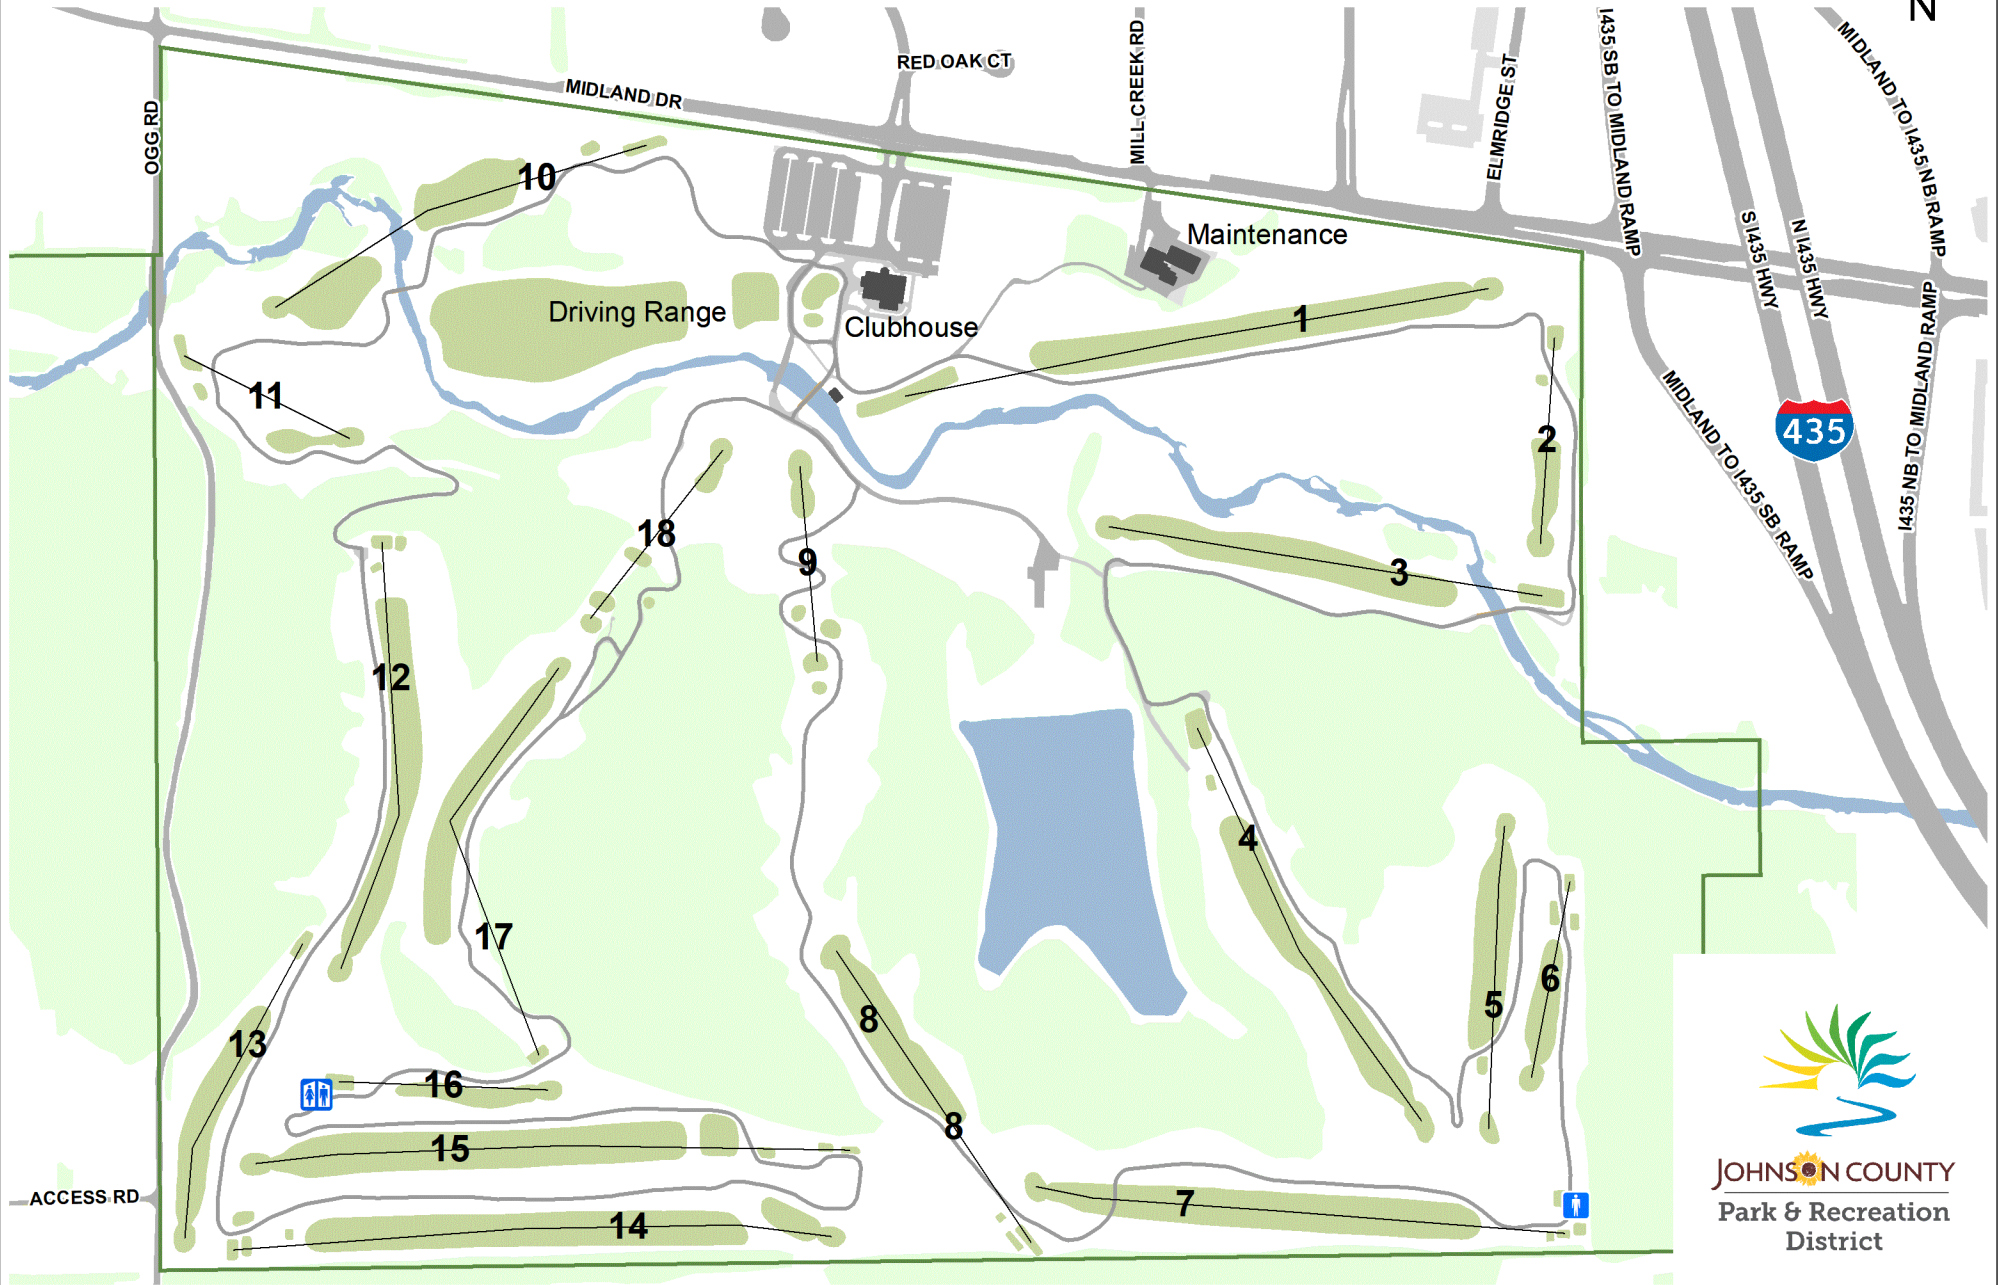 N
RED OAK CT
MIDLAND DR
OGG RD
MILL CREEK RD
ELMRIDGE ST
I435 SB TO MIDLAND RAMP
MIDLAND TO I435 NB RAMP
S I435 HWY
N I435 HWY
I435 NB TO MIDLAND RAMP
MIDLAND TO I435 SB RAMP
435
Maintenance
10
Driving Range
Clubhouse
1
11
2
18
9
3
12
4
17
6
5
8
13
16
8
15
7
14
ACCESS RD
JOHNSON COUNTY
Park & Recreation
District